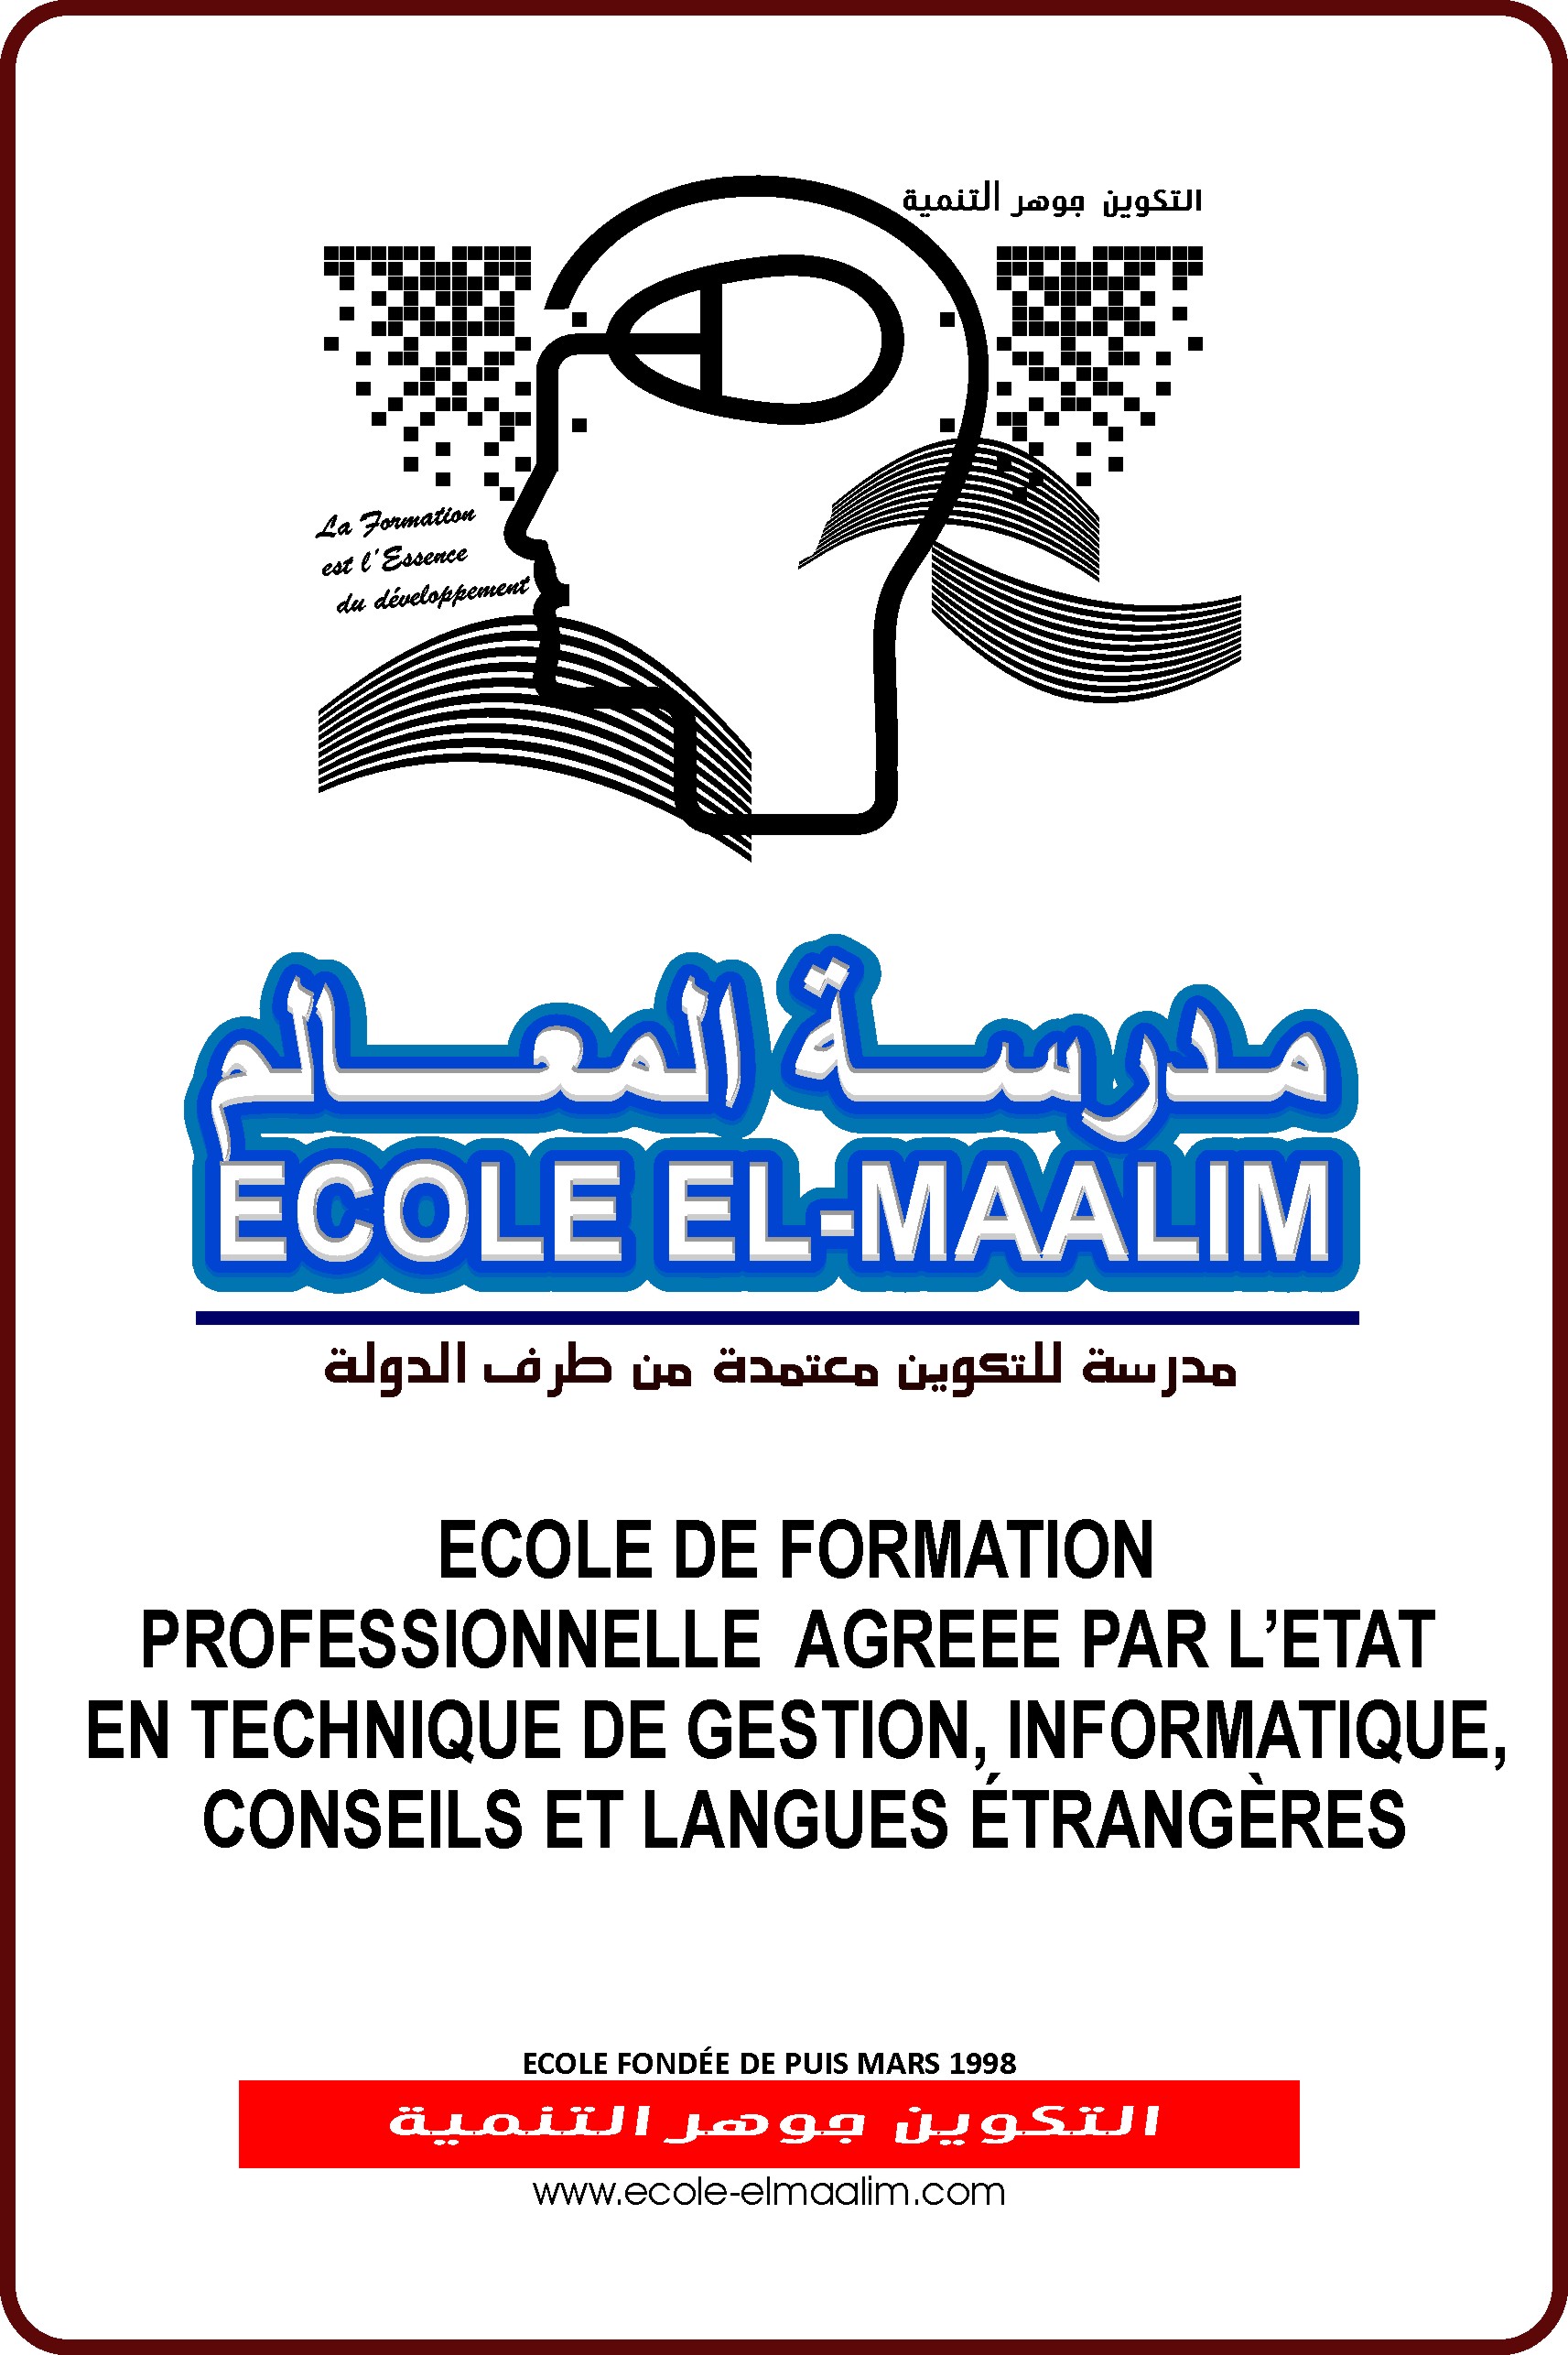 التكوين جوهر التنمية
La Formation
est l'Essence
du développement
مدرسة المعالم
ECOLE EL-MAALIM
مدرسة للتكوين معتمدة من طرف الدولة
ECOLE DE FORMATION
PROFESSIONNELLE AGREEE PAR L’ETAT
EN TECHNIQUE DE GESTION, INFORMATIQUE,
CONSEILS ET LANGUES ÉTRANGÈRES
ECOLE FONDÉE DE PUIS MARS 1998
التكوين جوهر التنمية
www.ecole-elmaalim.com